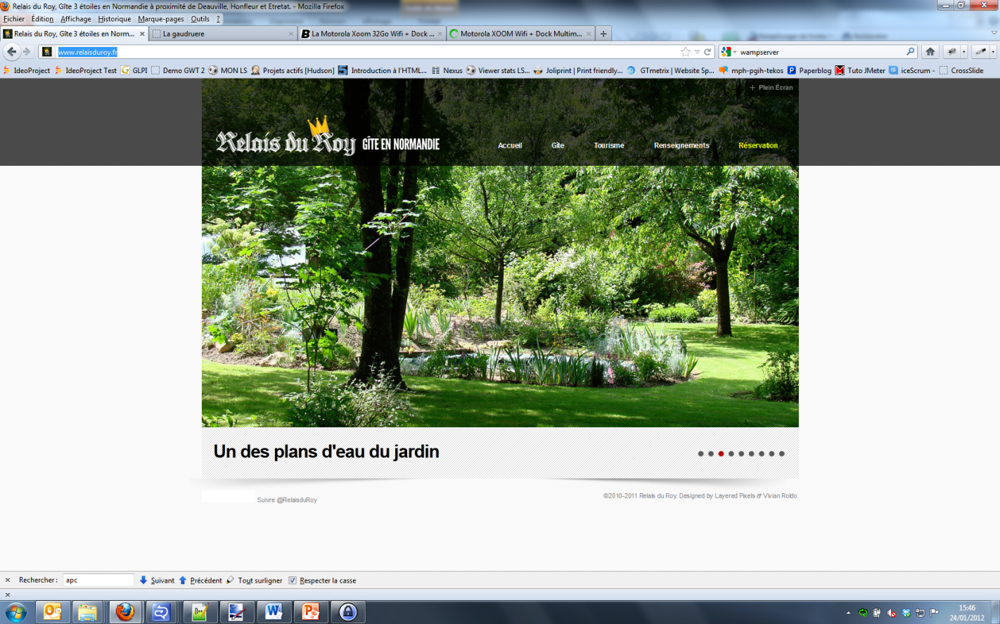 Relais du Roy, Gîte 3 étoiles en Normandie à proximité de Deauville, Honfleur et Etretat. - Mozilla Firefox
Fichier Édition Affichage Historique Marque-pages Outils ?
Relais du Roy, Gîte 3 étoiles en Norm... La gaudruere La Motorola Xoom 32Go Wifi + Dock ... Motorola XOOM Wifi + Dock Multim...
www.relaisduroy.fr wampserver
IdeoProject IdeoProject Test GLPI Demo GWT 2 MON LS Projets actifs [Hudson] Introduction à l'HTML... Nexus Viewer stats LS... Joliprint | Print friendly... GTmetrix | Website Sp... mph-pgih-tekos Paperblog Tuto JMeter iceScrum - CrossSlide
+ Plein Écran
Relais du Roy GÎTE EN NORMANDIE
Accueil Gîte Tourisme Renseignements Réservation
Un des plans d'eau du jardin
Suivre @RelaisduRoy
©2010-2011 Relais du Roy. Designed by Layered Pixels & Vivian Roldo.
Rechercher : apc Suivant Précédent Tout surligner Respecter la casse
15:46
24/01/2012